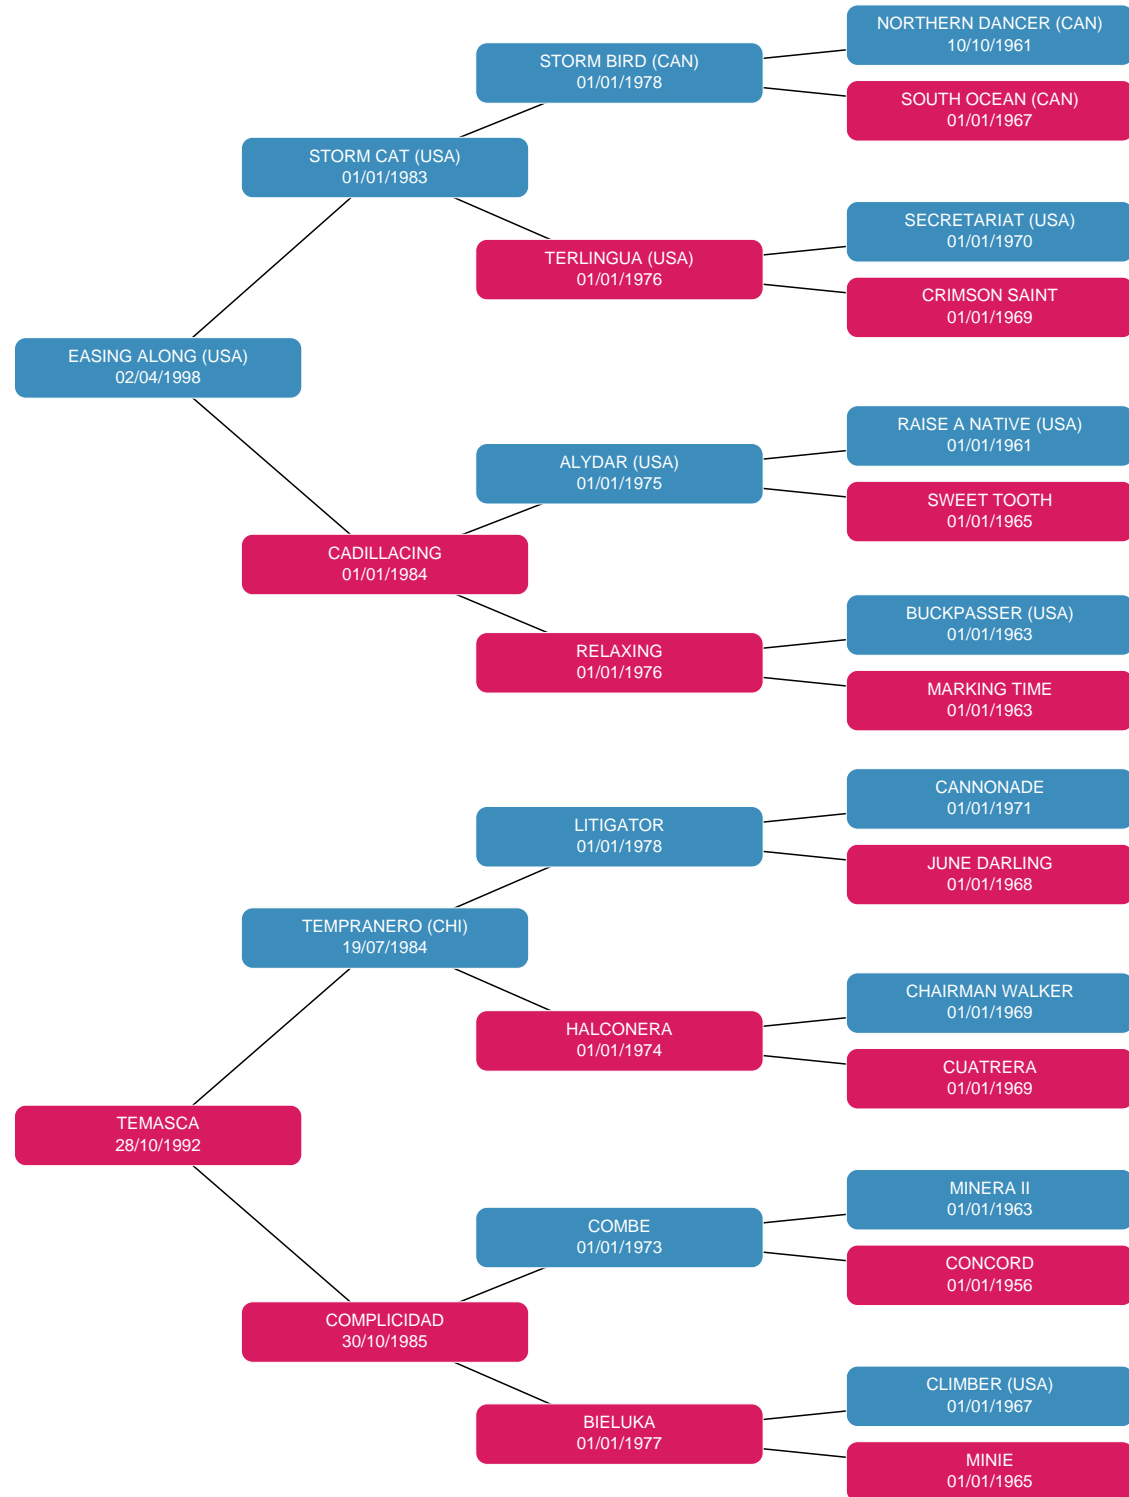 NORTHERN DANCER (CAN)
10/10/1961
STORM BIRD (CAN)
01/01/1978
SOUTH OCEAN (CAN)
01/01/1967
STORM CAT (USA)
01/01/1983
SECRETARIAT (USA)
01/01/1970
TERLINGUA (USA)
01/01/1976
CRIMSON SAINT
01/01/1969
EASING ALONG (USA)
02/04/1998
RAISE A NATIVE (USA)
01/01/1961
ALYDAR (USA)
01/01/1975
SWEET TOOTH
01/01/1965
CADILLACING
01/01/1984
BUCKPASSER (USA)
01/01/1963
RELAXING
01/01/1976
MARKING TIME
01/01/1963
CANNONADE
01/01/1971
LITIGATOR
01/01/1978
JUNE DARLING
01/01/1968
TEMPRANERO (CHI)
19/07/1984
CHAIRMAN WALKER
01/01/1969
HALCONERA
01/01/1974
CUATRERA
01/01/1969
TEMASCA
28/10/1992
MINERA II
01/01/1963
COMBE
01/01/1973
CONCORD
01/01/1956
COMPLICIDAD
30/10/1985
CLIMBER (USA)
01/01/1967
BIELUKA
01/01/1977
MINIE
01/01/1965